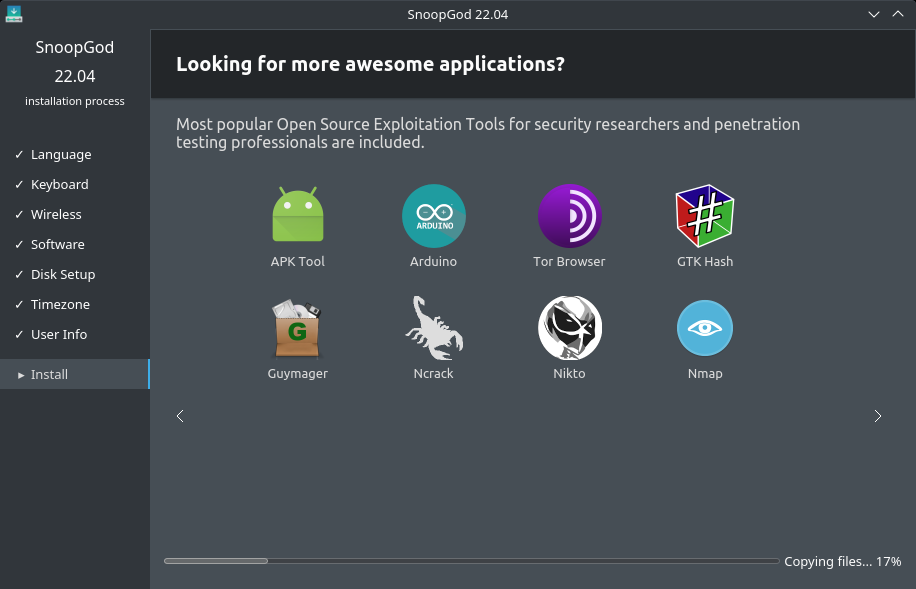 SnoopGod 22.04
SnoopGod
22.04
installation process
✓ Language
✓ Keyboard
✓ Wireless
✓ Software
✓ Disk Setup
✓ Timezone
✓ User Info
▸ Install
Looking for more awesome applications?
Most popular Open Source Exploitation Tools for security researchers and penetration
testing professionals are included.
ARDUINO
APK Tool
Arduino
Tor Browser
GTK Hash
G
Guymager
Ncrack
Nikto
Nmap
Copying files... 17%